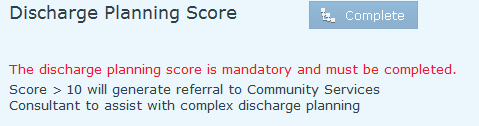 Discharge Planning Score
Complete
The discharge planning score is mandatory and must be completed.
Score > 10 will generate referral to Community Services
Consultant to assist with complex discharge planning